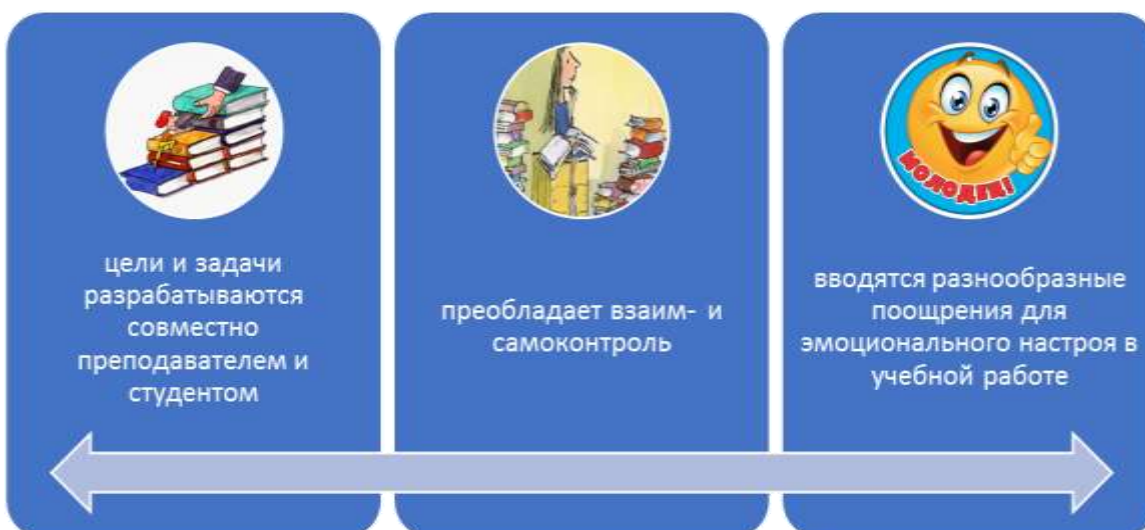 цели и задачи
разрабатываются
совместно
преподавателем и
студентом
преобладает взаим- и
самоконтроль
МОЛОДЕЦ!
вводятся разнообразные
поощрения для
эмоционального настроя в
учебной работе